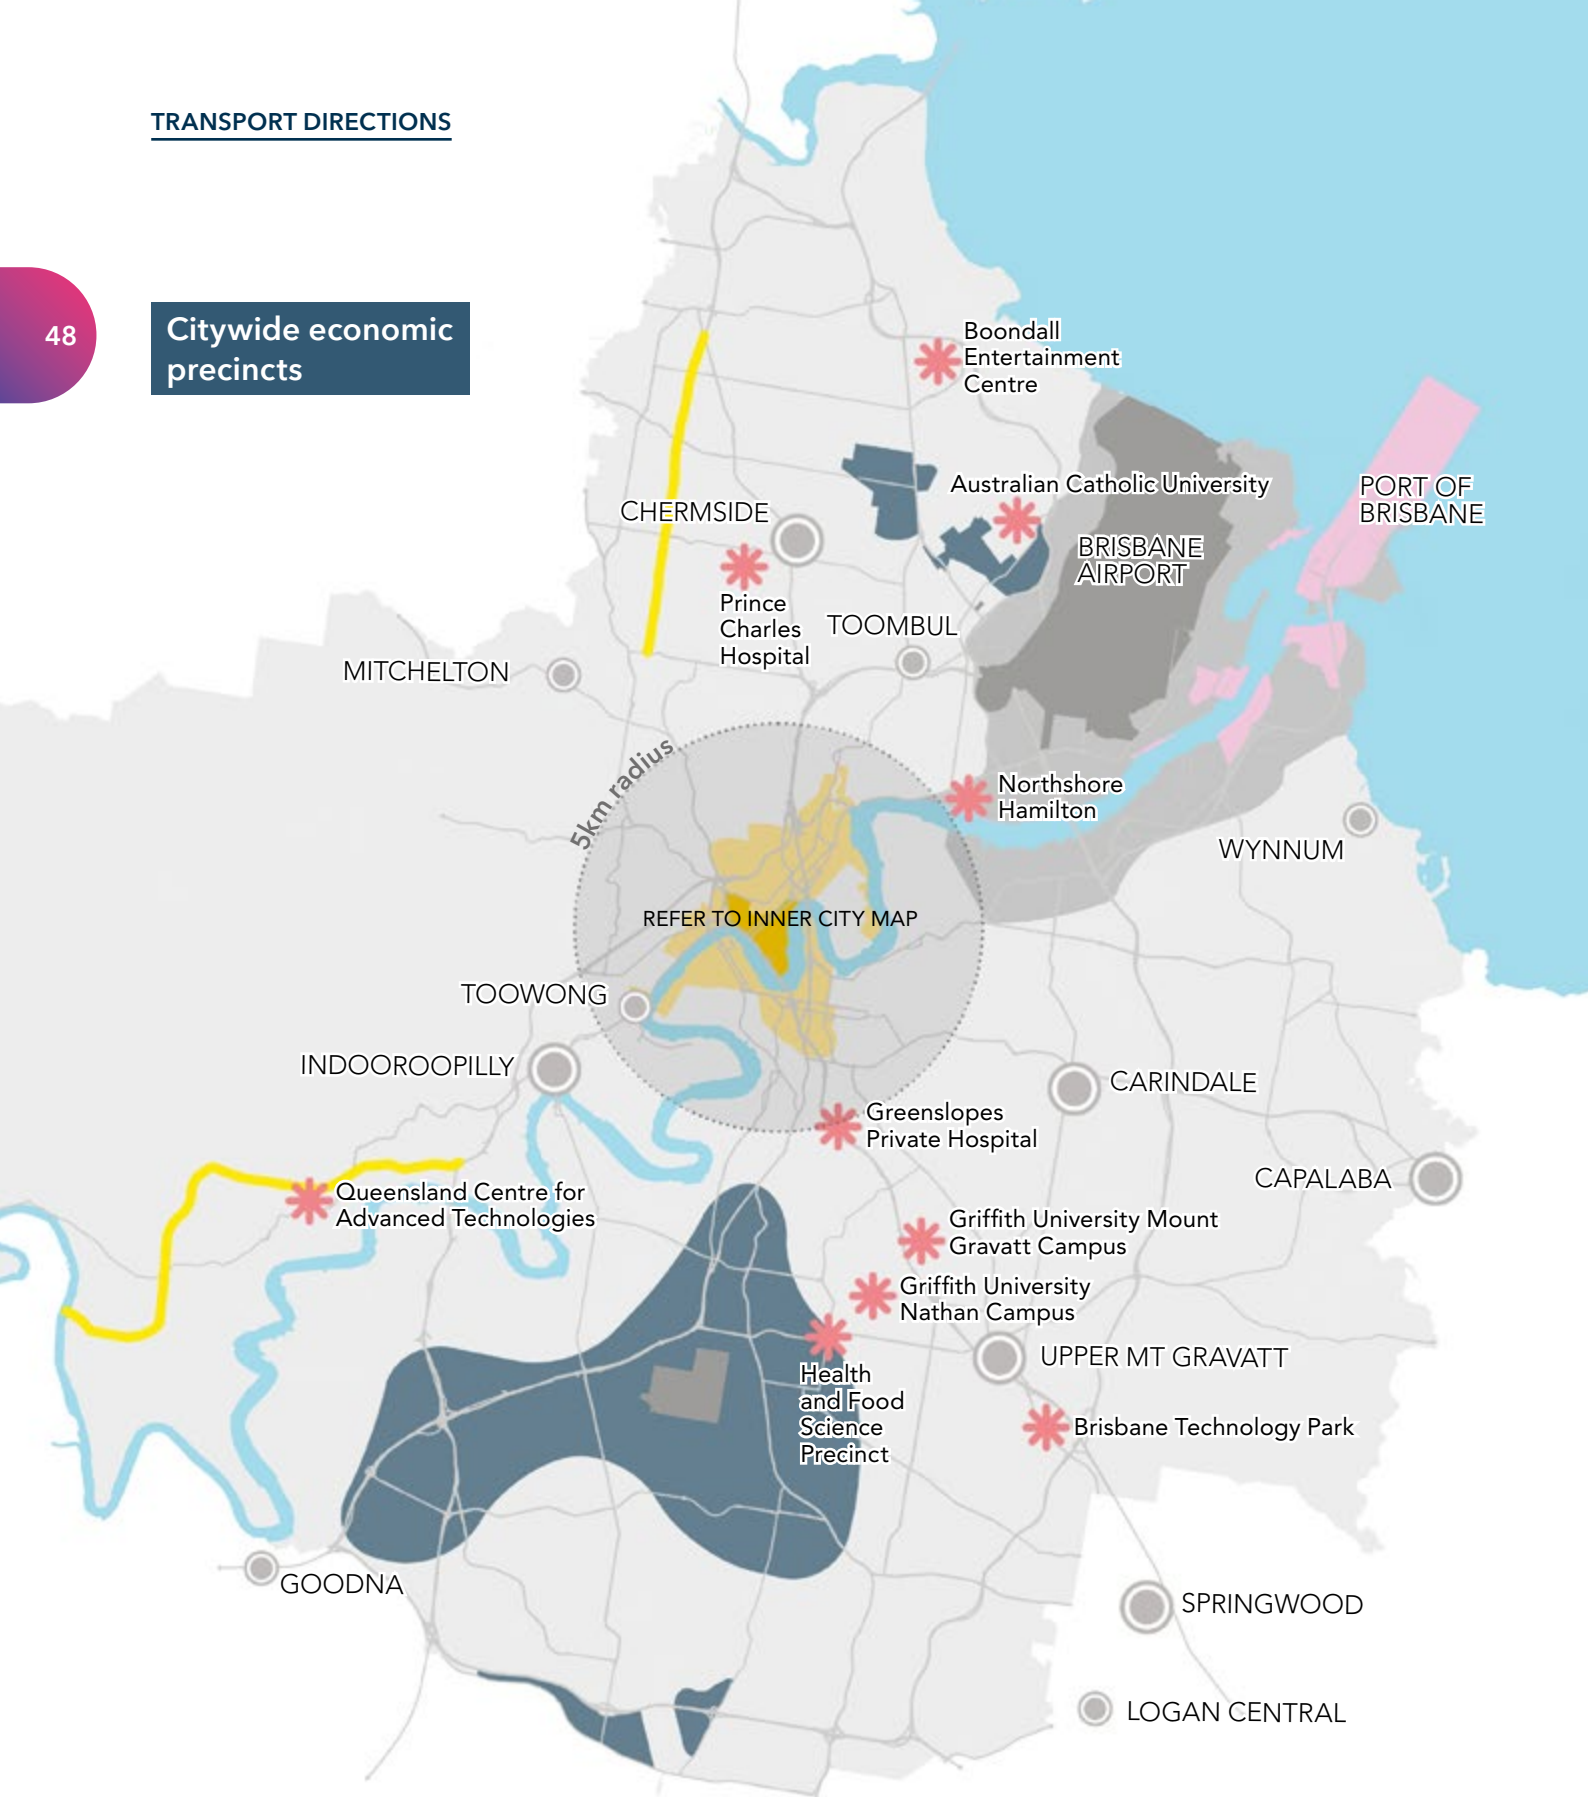 TRANSPORT DIRECTIONS
48
Citywide economic
precincts
Boondall
Entertainment
Centre
Australian Catholic University
PORT OF
BRISBANE
CHERMSIDE
BRISBANE
AIRPORT
Prince
Charles
Hospital
TOOMBUL
MITCHELTON
5km radius
Northshore
Hamilton
WYNNUM
REFER TO INNER CITY MAP
TOOWONG
INDOOROOPILLY
CARINDALE
Greenslopes
Private Hospital
CAPALABA
Queensland Centre for
Advanced Technologies
Griffith University Mount
Gravatt Campus
Griffith University
Nathan Campus
UPPER MT GRAVATT
Health
and Food
Science
Precinct
Brisbane Technology Park
GOODNA
SPRINGWOOD
LOGAN CENTRAL